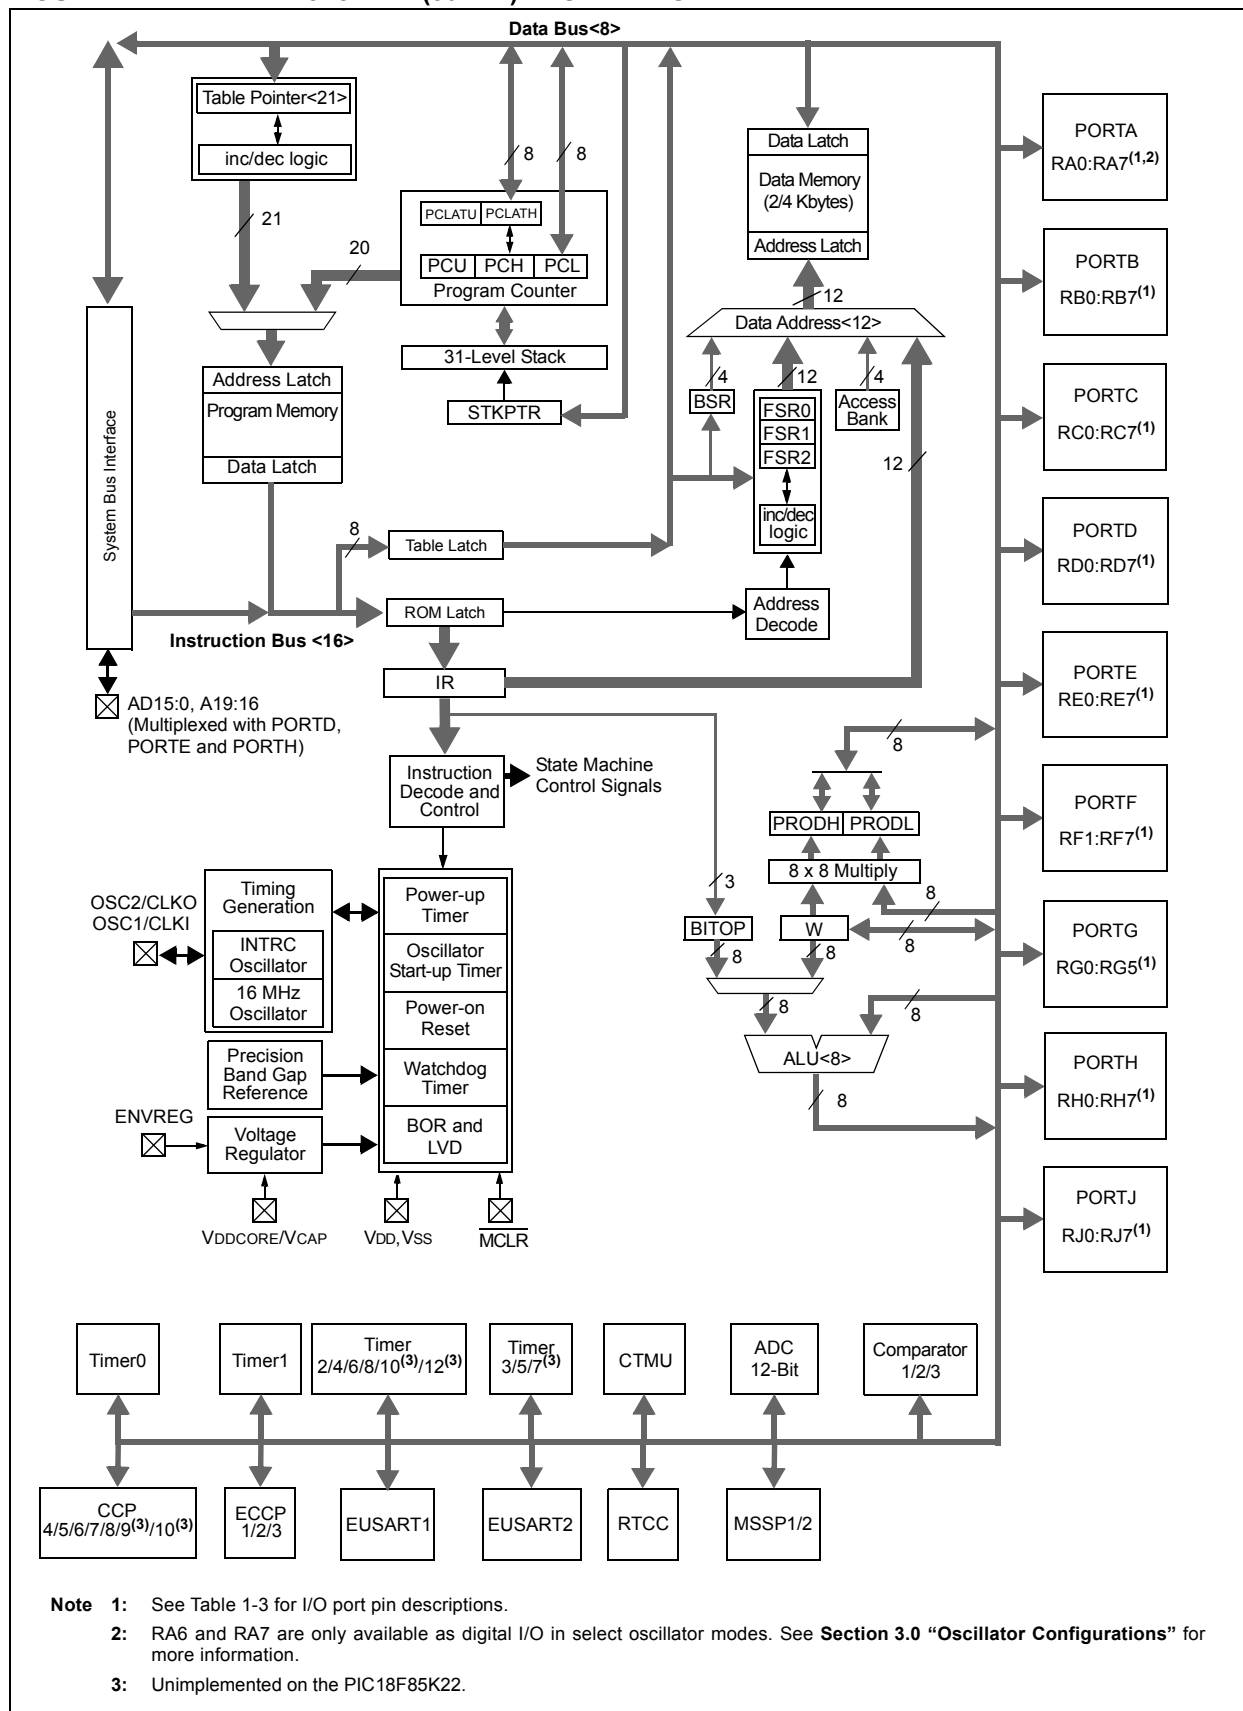 Data Bus<8>
Table Pointer<21>
inc/dec logic
21
20
8
8
PCLATU PCLATH
PCU PCH PCL
Program Counter
31-Level Stack
STKPTR
System Bus Interface
Address Latch
Program Memory
Data Latch
8
Table Latch
ROM Latch
Instruction Bus <16>
IR
AD15:0, A19:16
(Multiplexed with PORTD,
PORTE and PORTH)
Data Latch
Data Memory
(2/4 Kbytes)
Address Latch
12
Data Address<12>
4
12
4
BSR
FSR0
FSR1
FSR2
inc/dec
logic
Access
Bank
12
Address
Decode
Instruction
Decode and
Control
State Machine
Control Signals
8
PRODH PRODL
8 x 8 Multiply
3
8
BITOP
W
8
8
8
8
8
ALU<8>
8
OSC2/CLKO
OSC1/CLKI
Timing
Generation
INTRC
Oscillator
16 MHz
Oscillator
Power-up
Timer
Oscillator
Start-up Timer
Power-on
Reset
Watchdog
Timer
BOR and
LVD
Precision
Band Gap
Reference
ENVREG
Voltage
Regulator
VDDCORE/VCAP
VDD, VSS
MCLR
PORTA
RA0:RA7(1,2)
PORTB
RB0:RB7(1)
PORTC
RC0:RC7(1)
PORTD
RD0:RD7(1)
PORTE
RE0:RE7(1)
PORTF
RF1:RF7(1)
PORTG
RG0:RG5(1)
PORTH
RH0:RH7(1)
PORTJ
RJ0:RJ7(1)
Timer0
Timer1
Timer
2/4/6/8/10(3)/12(3)
Timer
3/5/7(3)
CTMU
ADC
12-Bit
Comparator
1/2/3
CCP
4/5/6/7/8/9(3)/10(3)
ECCP
1/2/3
EUSART1
EUSART2
RTCC
MSSP1/2
Note 1: See Table 1-3 for I/O port pin descriptions.
2: RA6 and RA7 are only available as digital I/O in select oscillator modes. See Section 3.0 “Oscillator Configurations” for
more information.
3: Unimplemented on the PIC18F85K22.